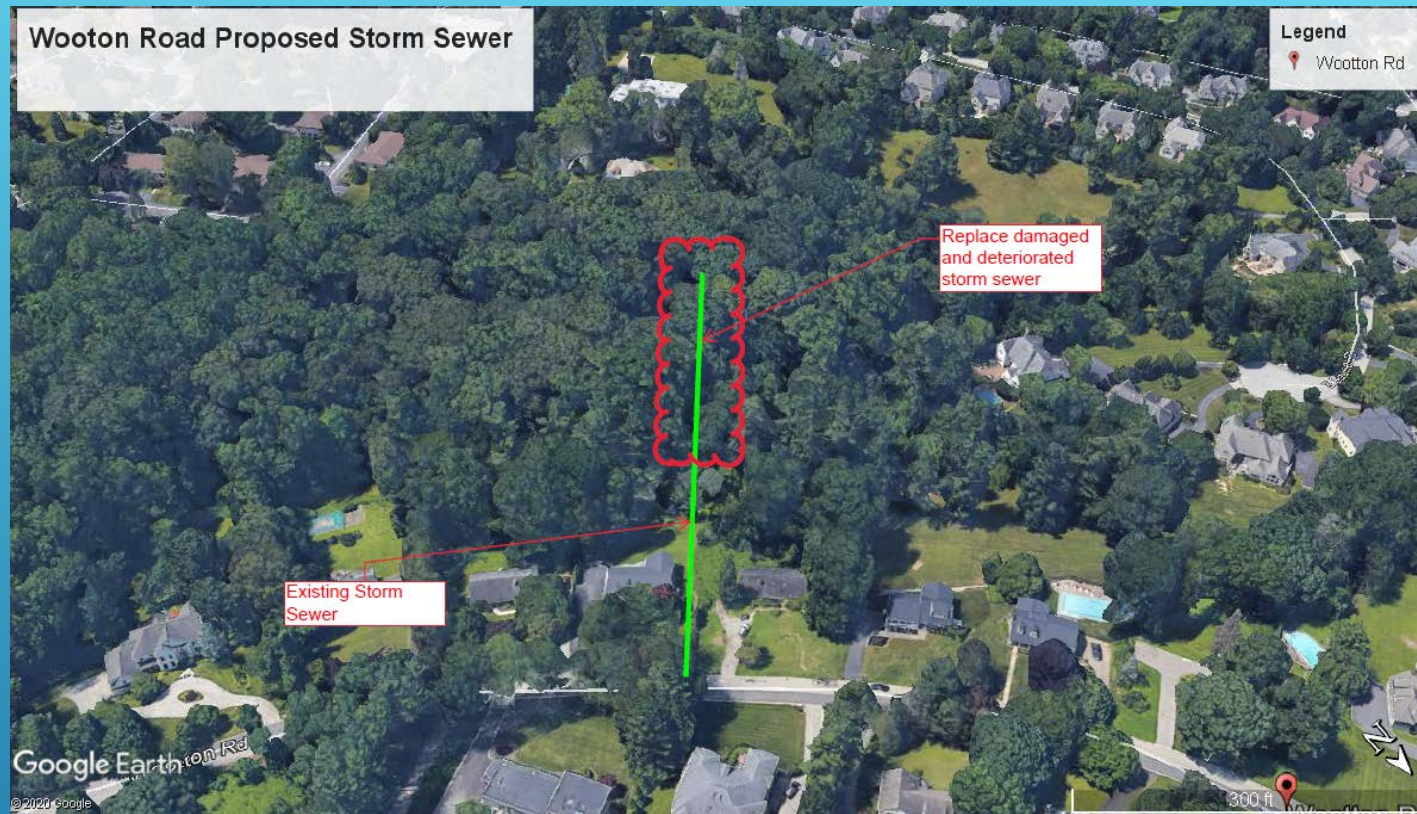 Wooton Road Proposed Storm Sewer
Legend
Wootton Rd
Replace damaged
and deteriorated
storm sewer
Existing Storm
Sewer
Google Earth
©2020 Google
300 ft
N